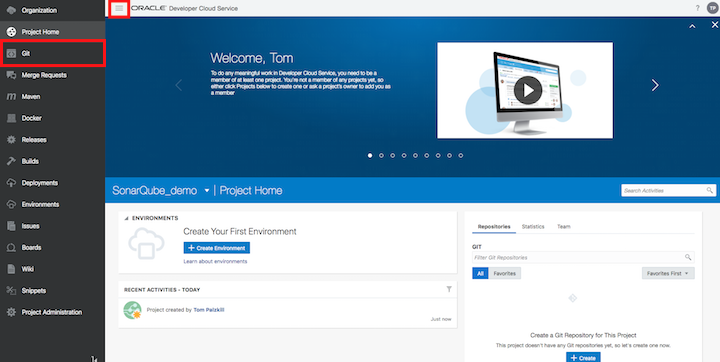 Organization
Project Home
Git
Merge Requests
Maven
Docker
Releases
Builds
Deployments
Environments
Issues
Boards
Wiki
Snippets
Project Administration
ORACLE Developer Cloud Service
? TP
Welcome, Tom
To do any meaningful work in Developer Cloud Service, you need to be a
member of at least one project. You're not a member of any projects yet, so
either click Projects below to create one or ask a project's owner to add you as
a member
SonarQube_demo | Project Home
Search Activities
ENVIRONMENTS
Create Your First Environment
+ Create Environment
Learn about environments
RECENT ACTIVITIES - TODAY
Project created by Tom Palzkill
Just now
Repositories Statistics Team
GIT
Filter Git Repositories
All Favorites Favorites First
Create a Git Repository for This Project
This project doesn't have any Git repositories yet, so let's create one now.
+ Create